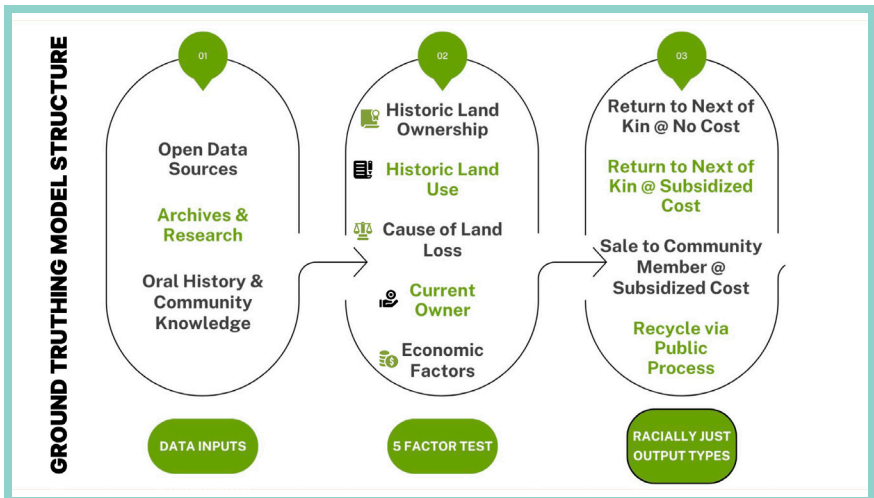 GROUND TRUTHING MODEL STRUCTURE
01
Open Data
Sources
Archives &
Research
Oral History &
Community
Knowledge
DATA INPUTS
02
Historic Land
Ownership
Historic Land
Use
Cause of Land
Loss
Current
Owner
Economic
Factors
5 FACTOR TEST
03
Return to Next of
Kin @ No Cost
Return to Next of
Kin @ Subsidized
Cost
Sale to Community
Member @
Subsidized Cost
Recycle via
Public
Process
RACIALLY JUST
OUTPUT TYPES